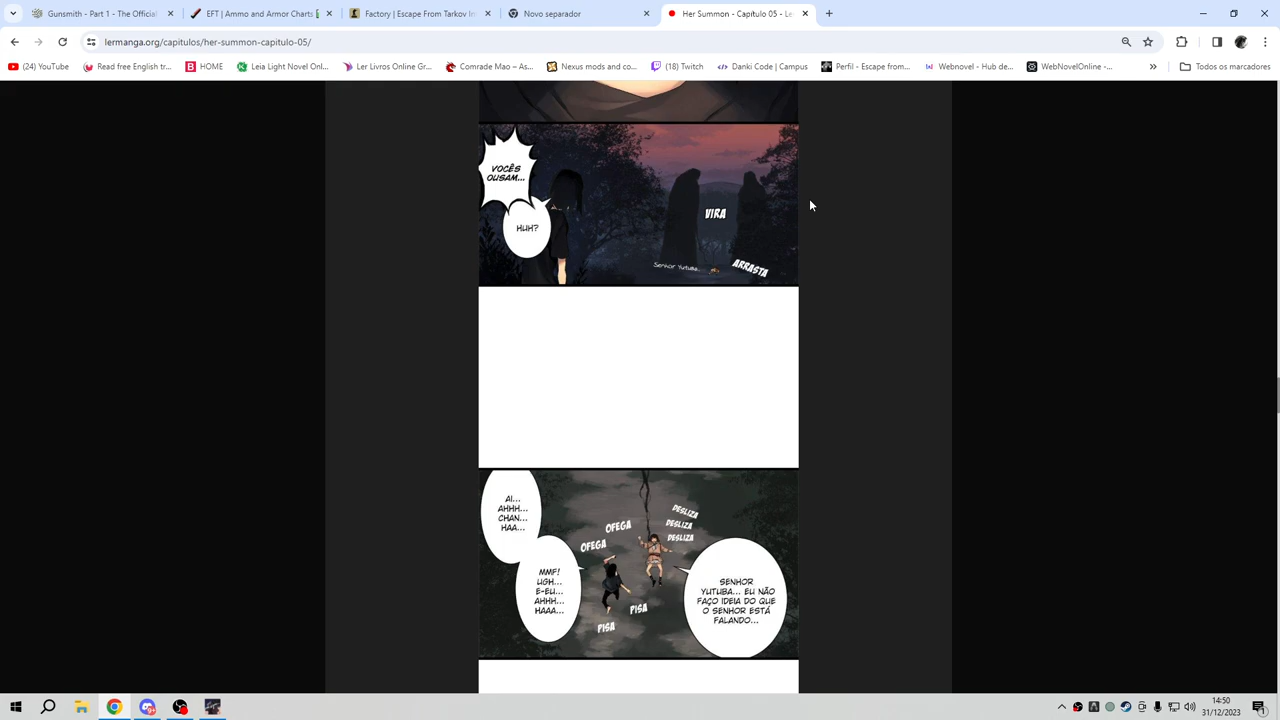 Gunsmith - Part 1 - The Official
EFT | Ammo and Armor Charts
Factory | Escape From Tarkov In
Novo separador
Her Summon - Capítulo 05 - L
lermanga.org/capitulos/her-summon-capitulo-05/
(24) YouTube
Read free English tr...
HOME
Leia Light Novel Onl...
Ler Livros Online Gr...
Comrade Mao – As...
Nexus mods and co...
(18) Twitch
Danki Code | Campus
Perfil - Escape from...
Webnovel - Hub de...
WebNovelOnline -...
Todos os marcadores
VOCÊS
OUSAM...
HUH?
VIRA
Senhor Yutuba...
ARRASTA
AI...
AHHH...
CHAN...
HAA...
OFEGA
OFEGA
DESLIZA
DESLIZA
DESLIZA
MMF!
UGH...
E-EU...
AHHH...
HAAA...
PISA
PISA
SENHOR
YUTUBA... EU NÃO
FAÇO IDEIA DO QUE
O SENHOR ESTÁ
FALANDO...
14:50
31/12/2023